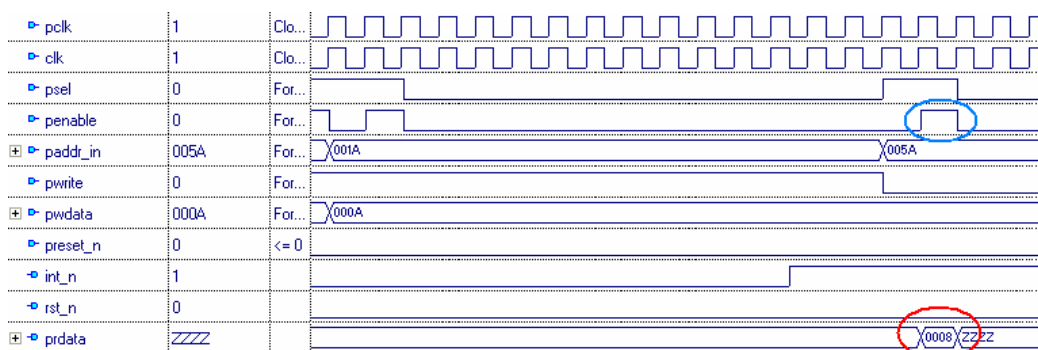 pclk 1 Clo...
clk 1 Clo...
psel 0 For...
penable 0 For...
paddr_in 005A For... 001A 005A
pwrite 0 For...
pwdata 000A For... 000A
preset_n 0 <= 0
int_n 1
rst_n 0
prdata ZZZZ 0008 ZZZZ